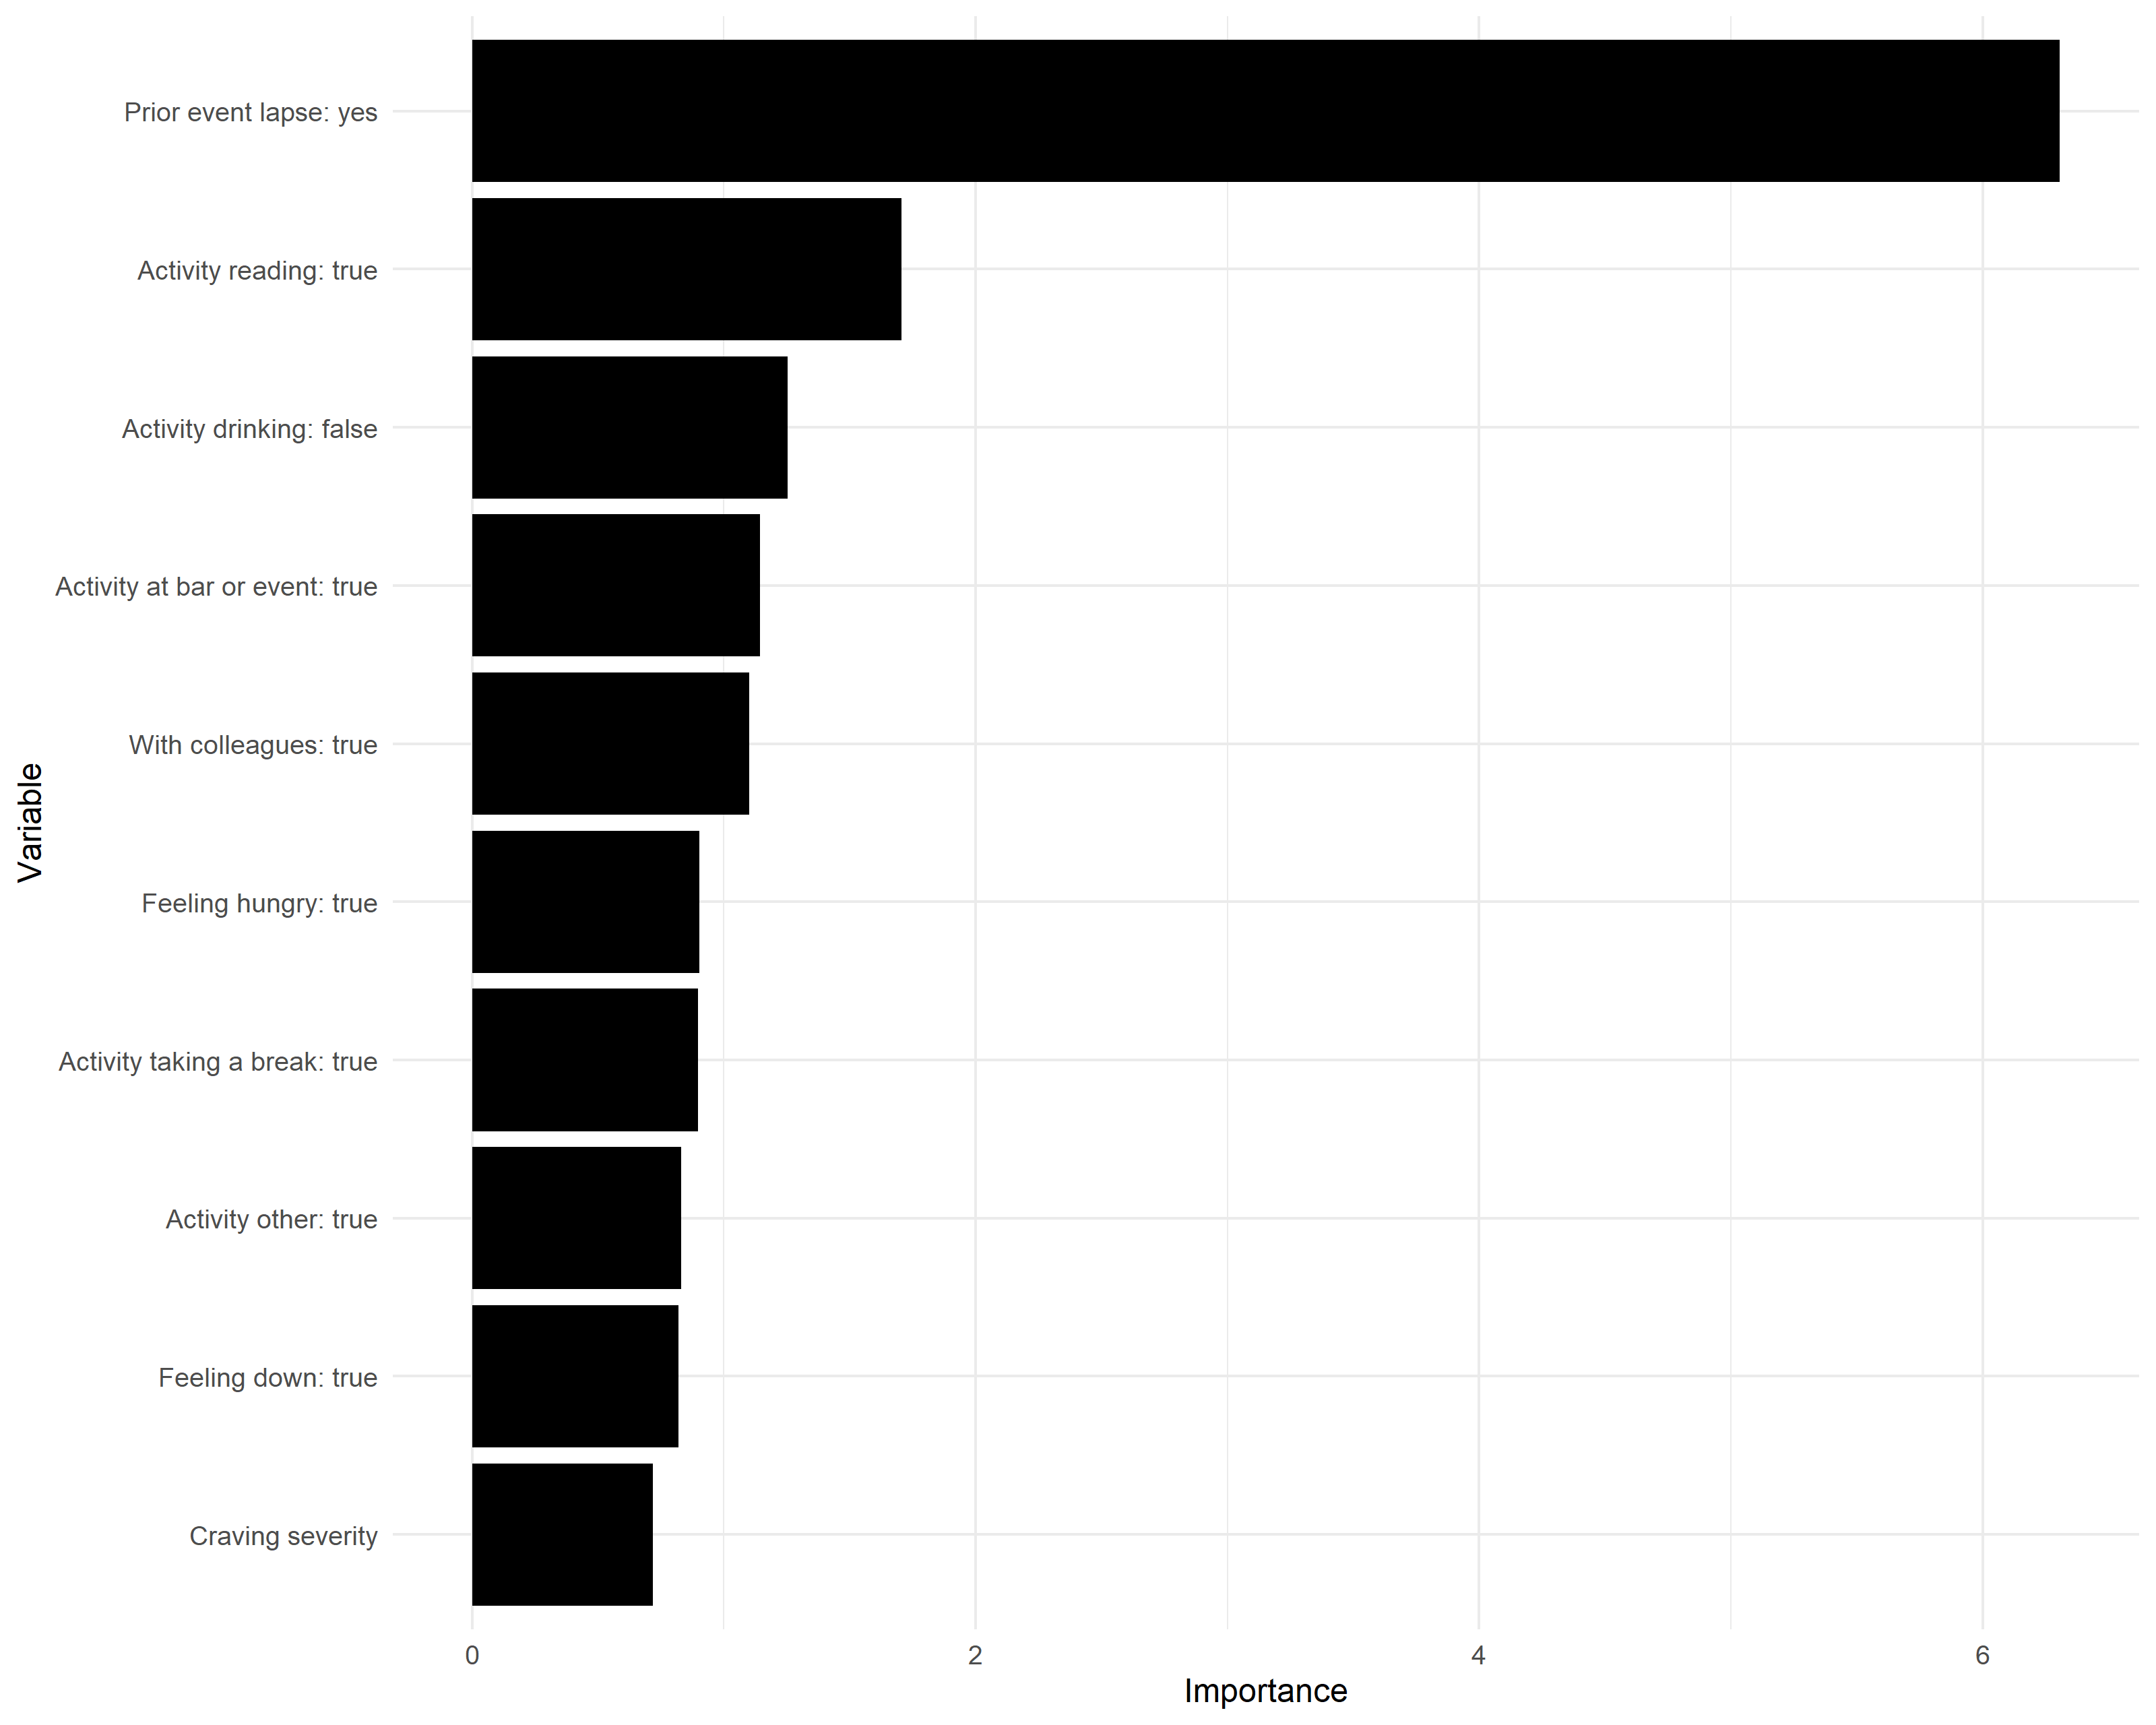 Prior event lapse: yes
Activity reading: true
Activity drinking: false
Activity at bar or event: true
With colleagues: true
Feeling hungry: true
Activity taking a break: true
Activity other: true
Feeling down: true
Craving severity
Variable
0 2 4 6
Importance